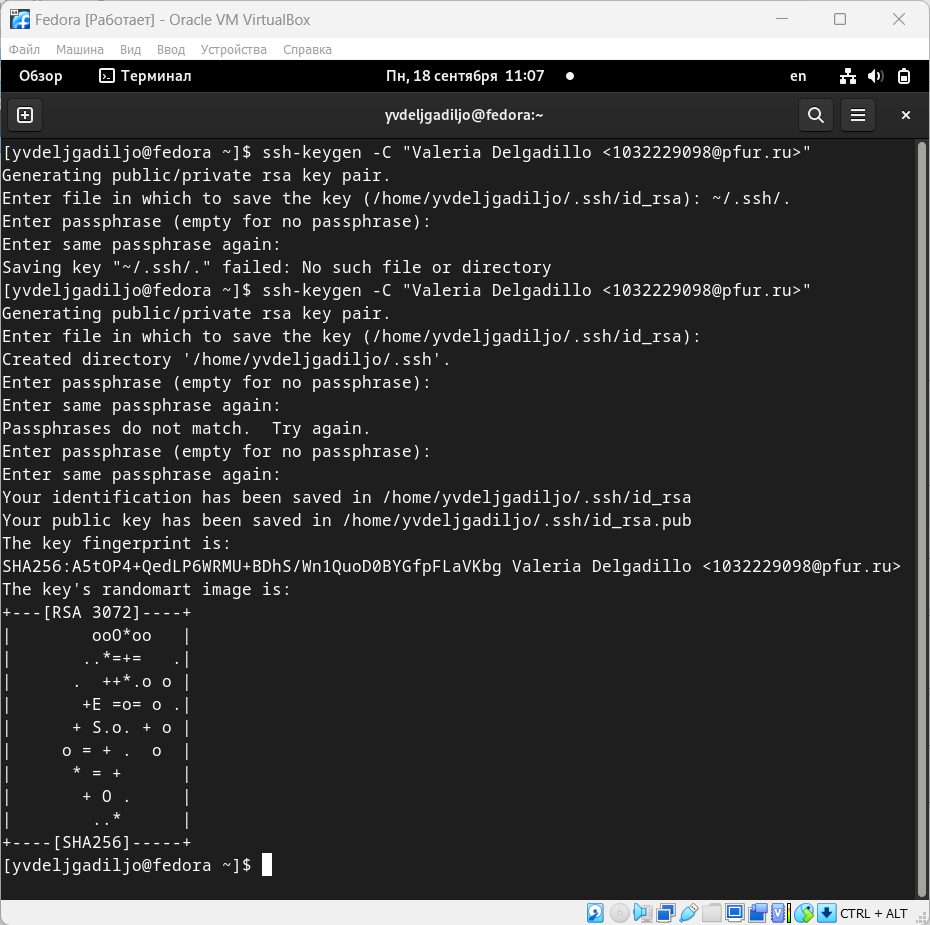 Fedora [Работает] - Oracle VM VirtualBox
Файл Машина Вид Ввод Устройства Справка
Обзор Терминал Пн, 18 сентября 11:07 en
yvdeljgadiljo@fedora:~
[yvdeljgadiljo@fedora ~]$ ssh-keygen -C "Valeria Delgadillo <1032229098@pfur.ru>"
Generating public/private rsa key pair.
Enter file in which to save the key (/home/yvdeljgadiljo/.ssh/id_rsa): ~/.ssh/.
Enter passphrase (empty for no passphrase):
Enter same passphrase again:
Saving key "~/.ssh/." failed: No such file or directory
[yvdeljgadiljo@fedora ~]$ ssh-keygen -C "Valeria Delgadillo <1032229098@pfur.ru>"
Generating public/private rsa key pair.
Enter file in which to save the key (/home/yvdeljgadiljo/.ssh/id_rsa):
Created directory '/home/yvdeljgadiljo/.ssh'.
Enter passphrase (empty for no passphrase):
Enter same passphrase again:
Passphrases do not match.  Try again.
Enter passphrase (empty for no passphrase):
Enter same passphrase again:
Your identification has been saved in /home/yvdeljgadiljo/.ssh/id_rsa
Your public key has been saved in /home/yvdeljgadiljo/.ssh/id_rsa.pub
The key fingerprint is:
SHA256:A5tOP4+QedLP6WRMU+BDhS/Wn1QuoD0BYGfpFLaVKbg Valeria Delgadillo <1032229098@pfur.ru>
The key's randomart image is:
+---[RSA 3072]----+
|        ooO*oo   |
|       ..*=+=   .|
|      .  ++*.o o |
|       +E =o= o .|
|      + S.o. + o |
|     o = + .  o  |
|      * = +      |
|       + O .     |
|        ..*      |
+----[SHA256]-----+
[yvdeljgadiljo@fedora ~]$
CTRL + ALT